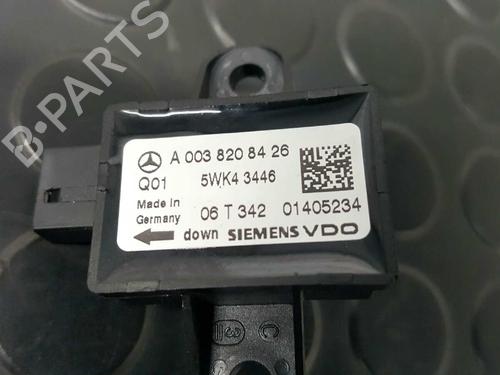 B-PARTS
A 003 820 84 26
Q01 5WK4 3446
Made in
Germany 06 T 342 01405234
down SIEMENS VDO